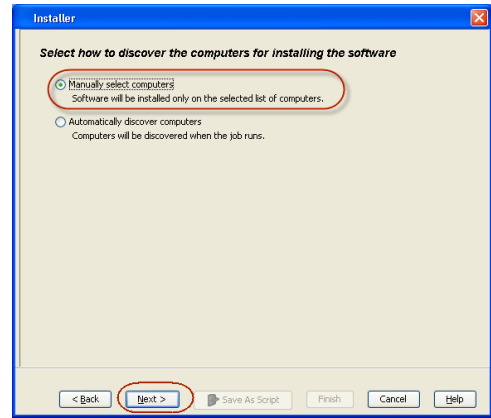 Installer
Select how to discover the computers for installing the software
Manually select computers
Software will be installed only on the selected list of computers.
Automatically discover computers
Computers will be discovered when the job runs.
< Back Next > Save As Script Finish Cancel Help